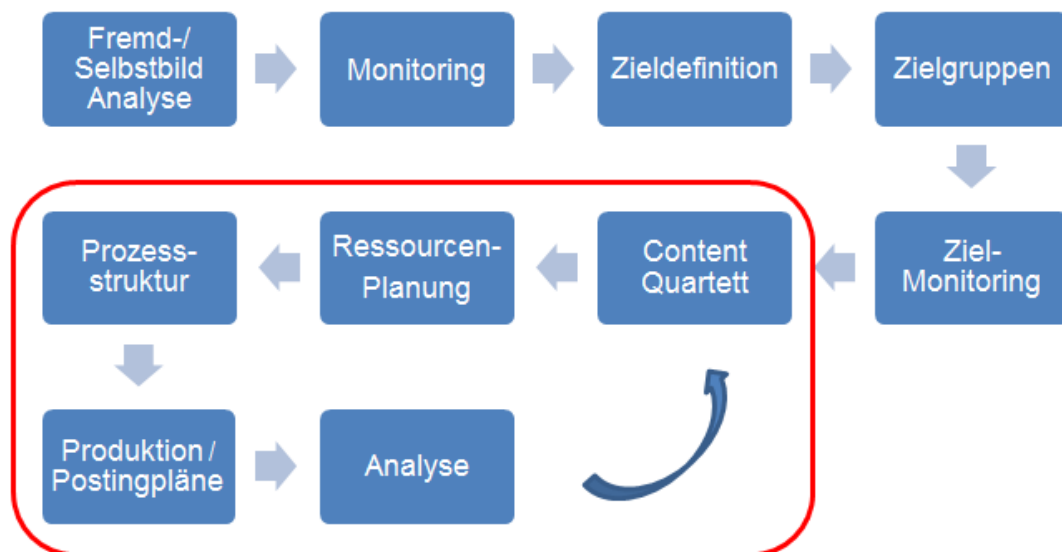 Fremd-/
Selbstbild
Analyse
Monitoring
Zieldefinition
Zielgruppen
Ziel-
Monitoring
Content
Quartett
Ressourcen-
Planung
Prozess-
struktur
Produktion /
Postingpläne
Analyse